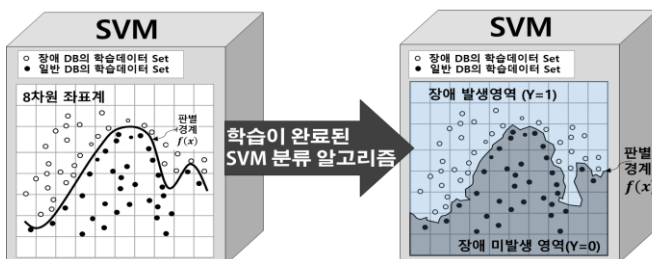 SVM
○ 장애 DB의 학습데이터 Set
● 일반 DB의 학습데이터 Set
8차원 좌표계
판별
경계
f(x)
학습이 완료된
SVM 분류 알고리즘
SVM
○ 장애 DB의 학습데이터 Set
● 일반 DB의 학습데이터 Set
장애 발생영역 (Y=1)
판별
경계
f(x)
장애 미발생 영역(Y=0)